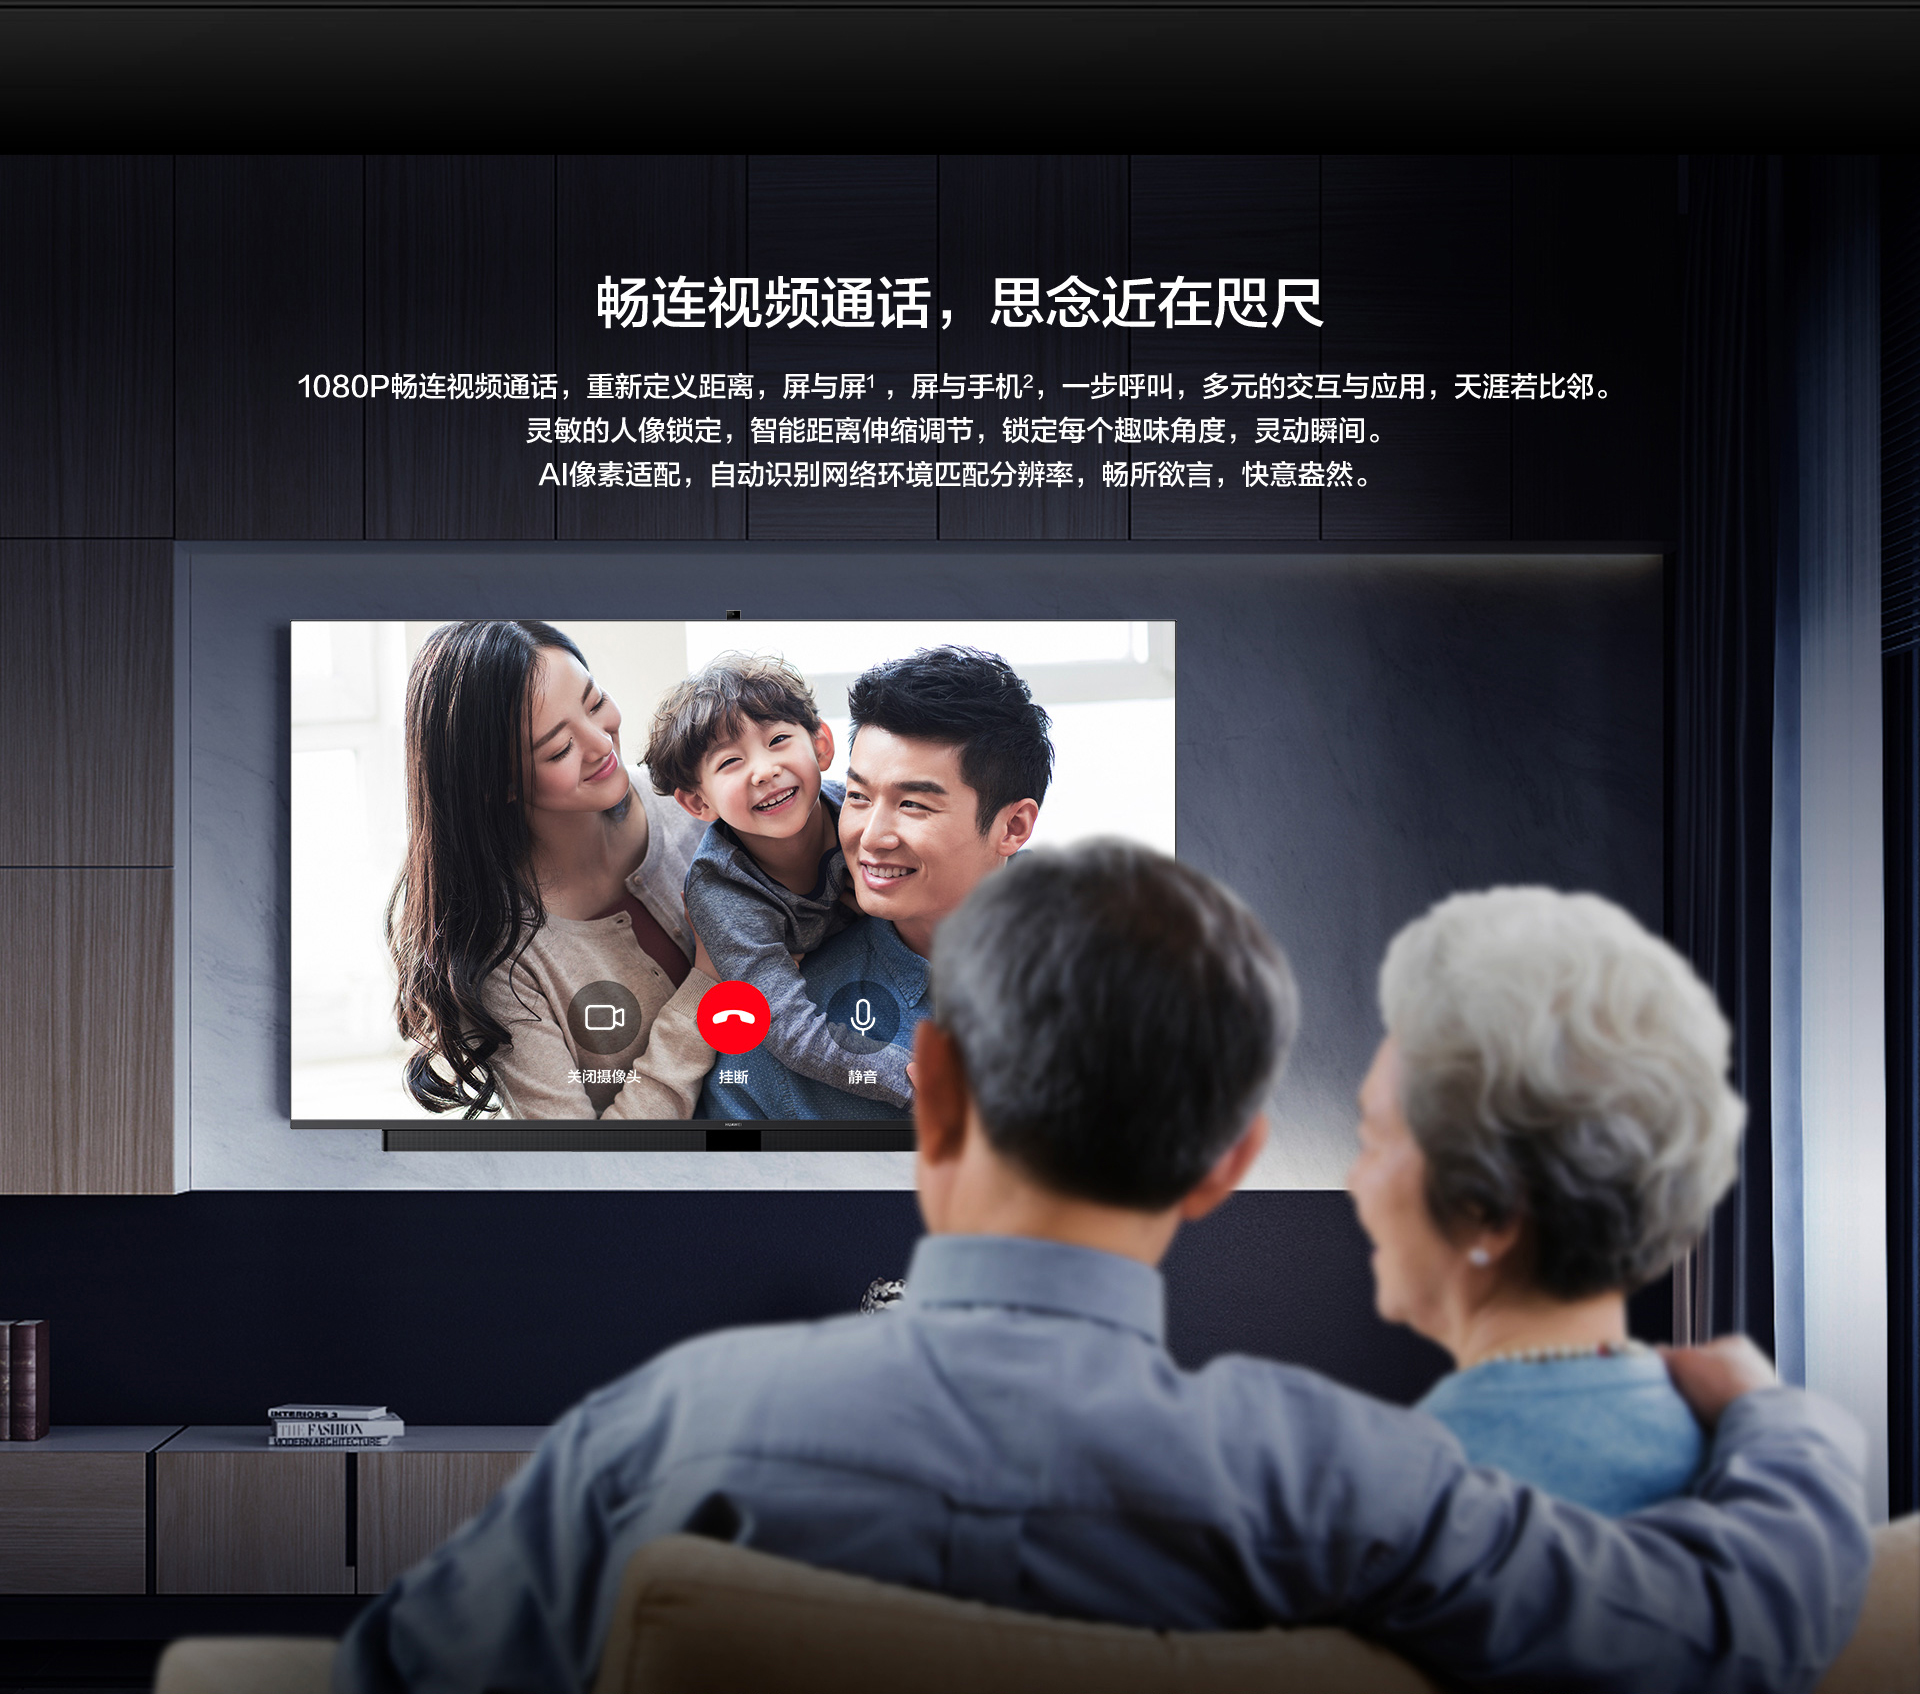 畅连视频通话，思念近在咫尺
1080P畅连视频通话，重新定义距离，屏与屏¹，屏与手机²，一步呼叫，多元的交互与应用，天涯若比邻。
灵敏的人像锁定，智能距离伸缩调节，锁定每个趣味角度，灵动瞬间。
AI像素适配，自动识别网络环境匹配分辨率，畅所欲言，快意盎然。
关闭摄像头
挂断
静音
HUAWEI
INTERIORS 3
THE FASHION
MODERN ARCHITECTURE